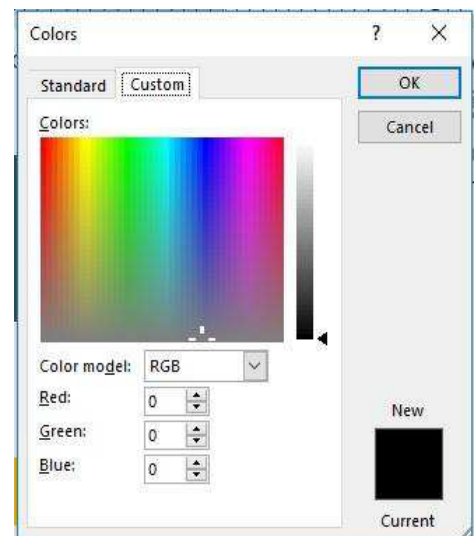 Colors ? ×
Standard Custom OK
Colors: Cancel
Color model: RGB
Red: 0
Green: 0
Blue: 0
New
Current